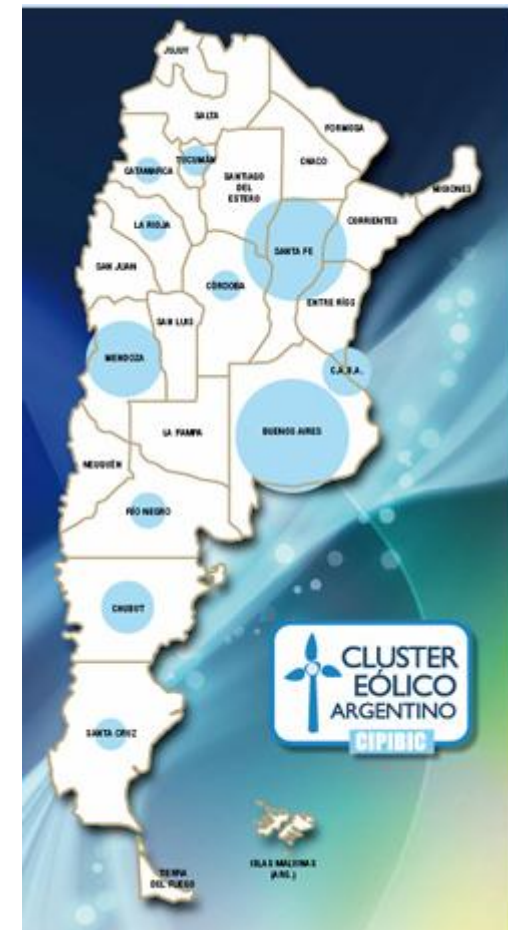 JUJUY
SALTA
FORMOSA
CHACO
TUCUMÁN
CATAMARCA
SANTIAGO
DEL
ESTERO
MISIONES
CORRIENTES
LA RIOJA
SANTA FE
SAN JUAN
CÓRDOBA
ENTRE RÍOS
SAN LUIS
MENDOZA
C.A.B.A.
BUENOS AIRES
LA PAMPA
NEUQUÉN
RÍO NEGRO
CHUBUT
SANTA CRUZ
CLUSTER
EÓLICO
ARGENTINO
CIPIBIC
ISLAS MALVINAS
(ARG.)
TIERRA
DEL FUEGO